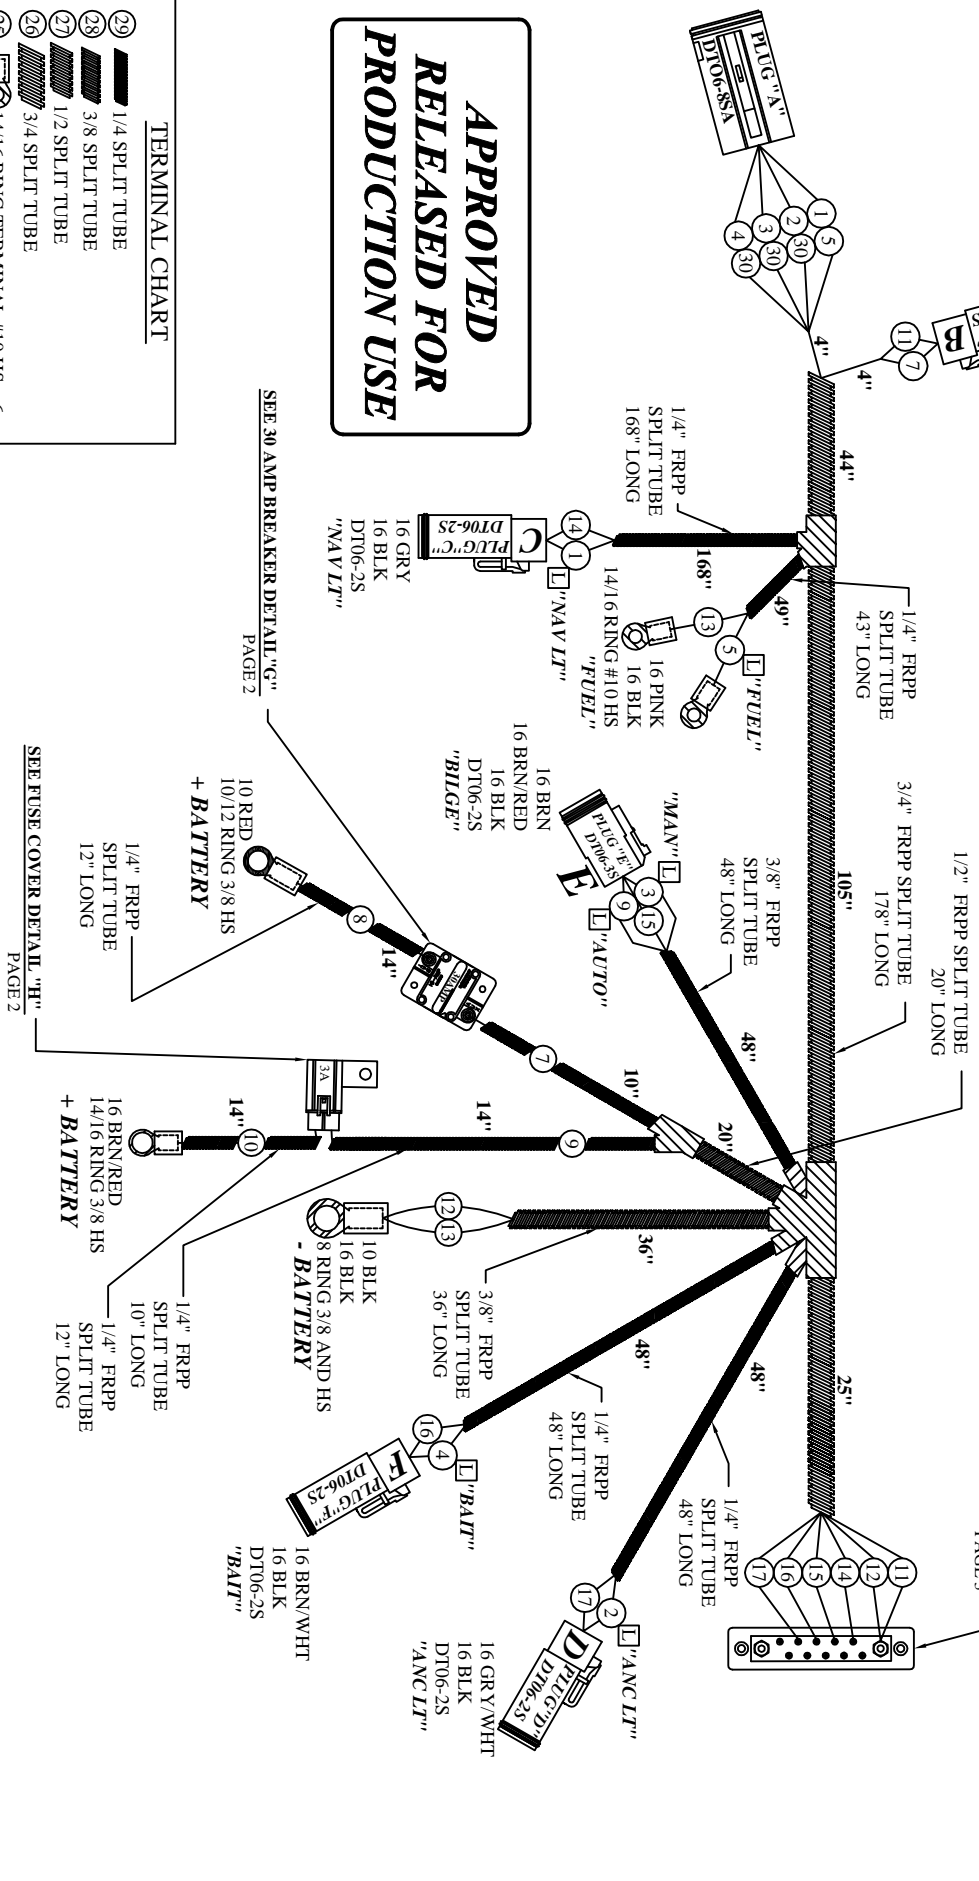 PLUG "A"
DTO6-8SA
1
5
2
30
3
30
4
30
4"
B
11
7
4"
44"
105"
25"
APPROVED
RELEASED FOR
PRODUCTION USE
1/4" FRPP
SPLIT TUBE
168" LONG
168"
14
1
L "NAV LT"
C
PLUG"C"
DT06-2S
16 GRY
16 BLK
DT06-2S
"NAV LT"
1/4" FRPP
SPLIT TUBE
43" LONG
49"
13
5
L "FUEL"
16 PINK
16 BLK
14/16 RING #10 HS
"FUEL"
3/4" FRPP SPLIT TUBE
178" LONG
1/2" FRPP SPLIT TUBE
20" LONG
16 BRN
16 BRN/RED
16 BLK
DT06-2S
"BILGE"
PLUG "E"
DT06-3S
E
"MAN" L
3
15
9
L "AUTO"
3/8" FRPP
SPLIT TUBE
48" LONG
48"
SEE 30 AMP BREAKER DETAIL"G"
PAGE 2
10 RED
10/12 RING 3/8 HS
+ BATTERY
1/4" FRPP
SPLIT TUBE
12" LONG
8
14"
30AMP
7
10"
20"
SEE FUSE COVER DETAIL "H"
PAGE 2
3A
14"
9
14"
10
16 BRN/RED
14/16 RING 3/8 HS
+ BATTERY
1/4" FRPP
SPLIT TUBE
10" LONG
1/4" FRPP
SPLIT TUBE
12" LONG
12
13
36"
10 BLK
16 BLK
8 RING 3/8 AND HS
- BATTERY
3/8" FRPP
SPLIT TUBE
36" LONG
48"
1/4" FRPP
SPLIT TUBE
48" LONG
16
4
L "BAIT"
F
PLUG"F"
DT06-2S
16 BRN/WHT
16 BLK
DT06-2S
"BAIT"
48"
1/4" FRPP
SPLIT TUBE
48" LONG
17
2
L "ANC LT"
D
PLUG"D"
DT06-2S
16 GRY/WHT
16 BLK
DT06-2S
"ANC LT"
11
12
14
15
16
17
TERMINAL CHART
29 1/4 SPLIT TUBE
28 3/8 SPLIT TUBE
27 1/2 SPLIT TUBE
26 3/4 SPLIT TUBE